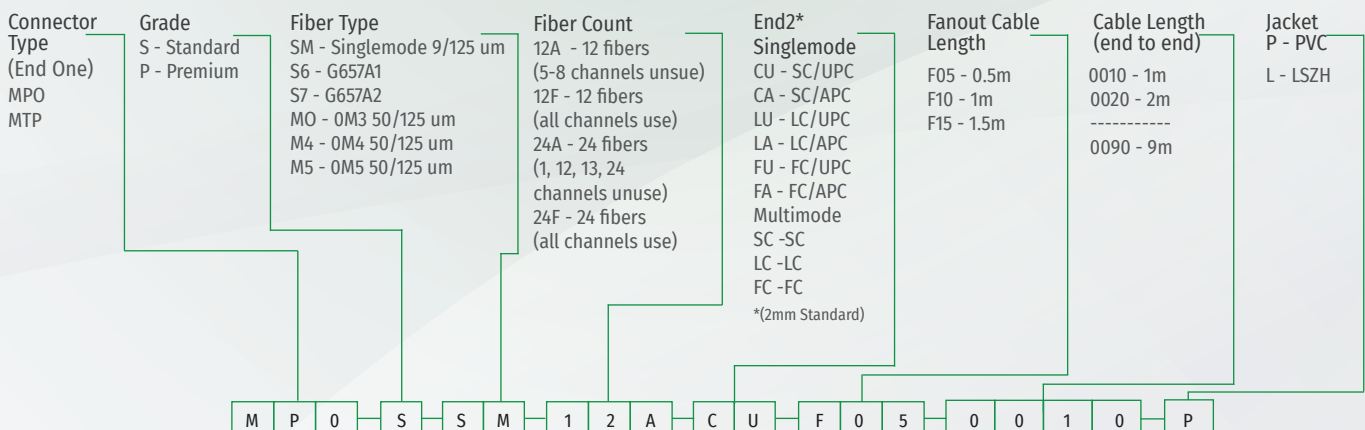 Connector
Type
(End One)
MPO
MTP
Grade
S - Standard
P - Premium
Fiber Type
SM - Singlemode 9/125 um
S6 - G657A1
S7 - G657A2
MO - 0M3 50/125 um
M4 - 0M4 50/125 um
M5 - 0M5 50/125 um
Fiber Count
12A - 12 fibers
(5-8 channels unsue)
12F - 12 fibers
(all channels use)
24A - 24 fibers
(1, 12, 13, 24
channels unuse)
24F - 24 fibers
(all channels use)
End2*
Singlemode
CU - SC/UPC
CA - SC/APC
LU - LC/UPC
LA - LC/APC
FU - FC/UPC
FA - FC/APC
Multimode
SC -SC
LC -LC
FC -FC
*(2mm Standard)
Fanout Cable
Length
F05 - 0.5m
F10 - 1m
F15 - 1.5m
Cable Length
(end to end)
0010 - 1m
0020 - 2m
-----------
0090 - 9m
Jacket
P - PVC
L - LSZH
M P 0 - S - S M - 1 2 A - C U - F 0 5 - 0 0 1 0 - P